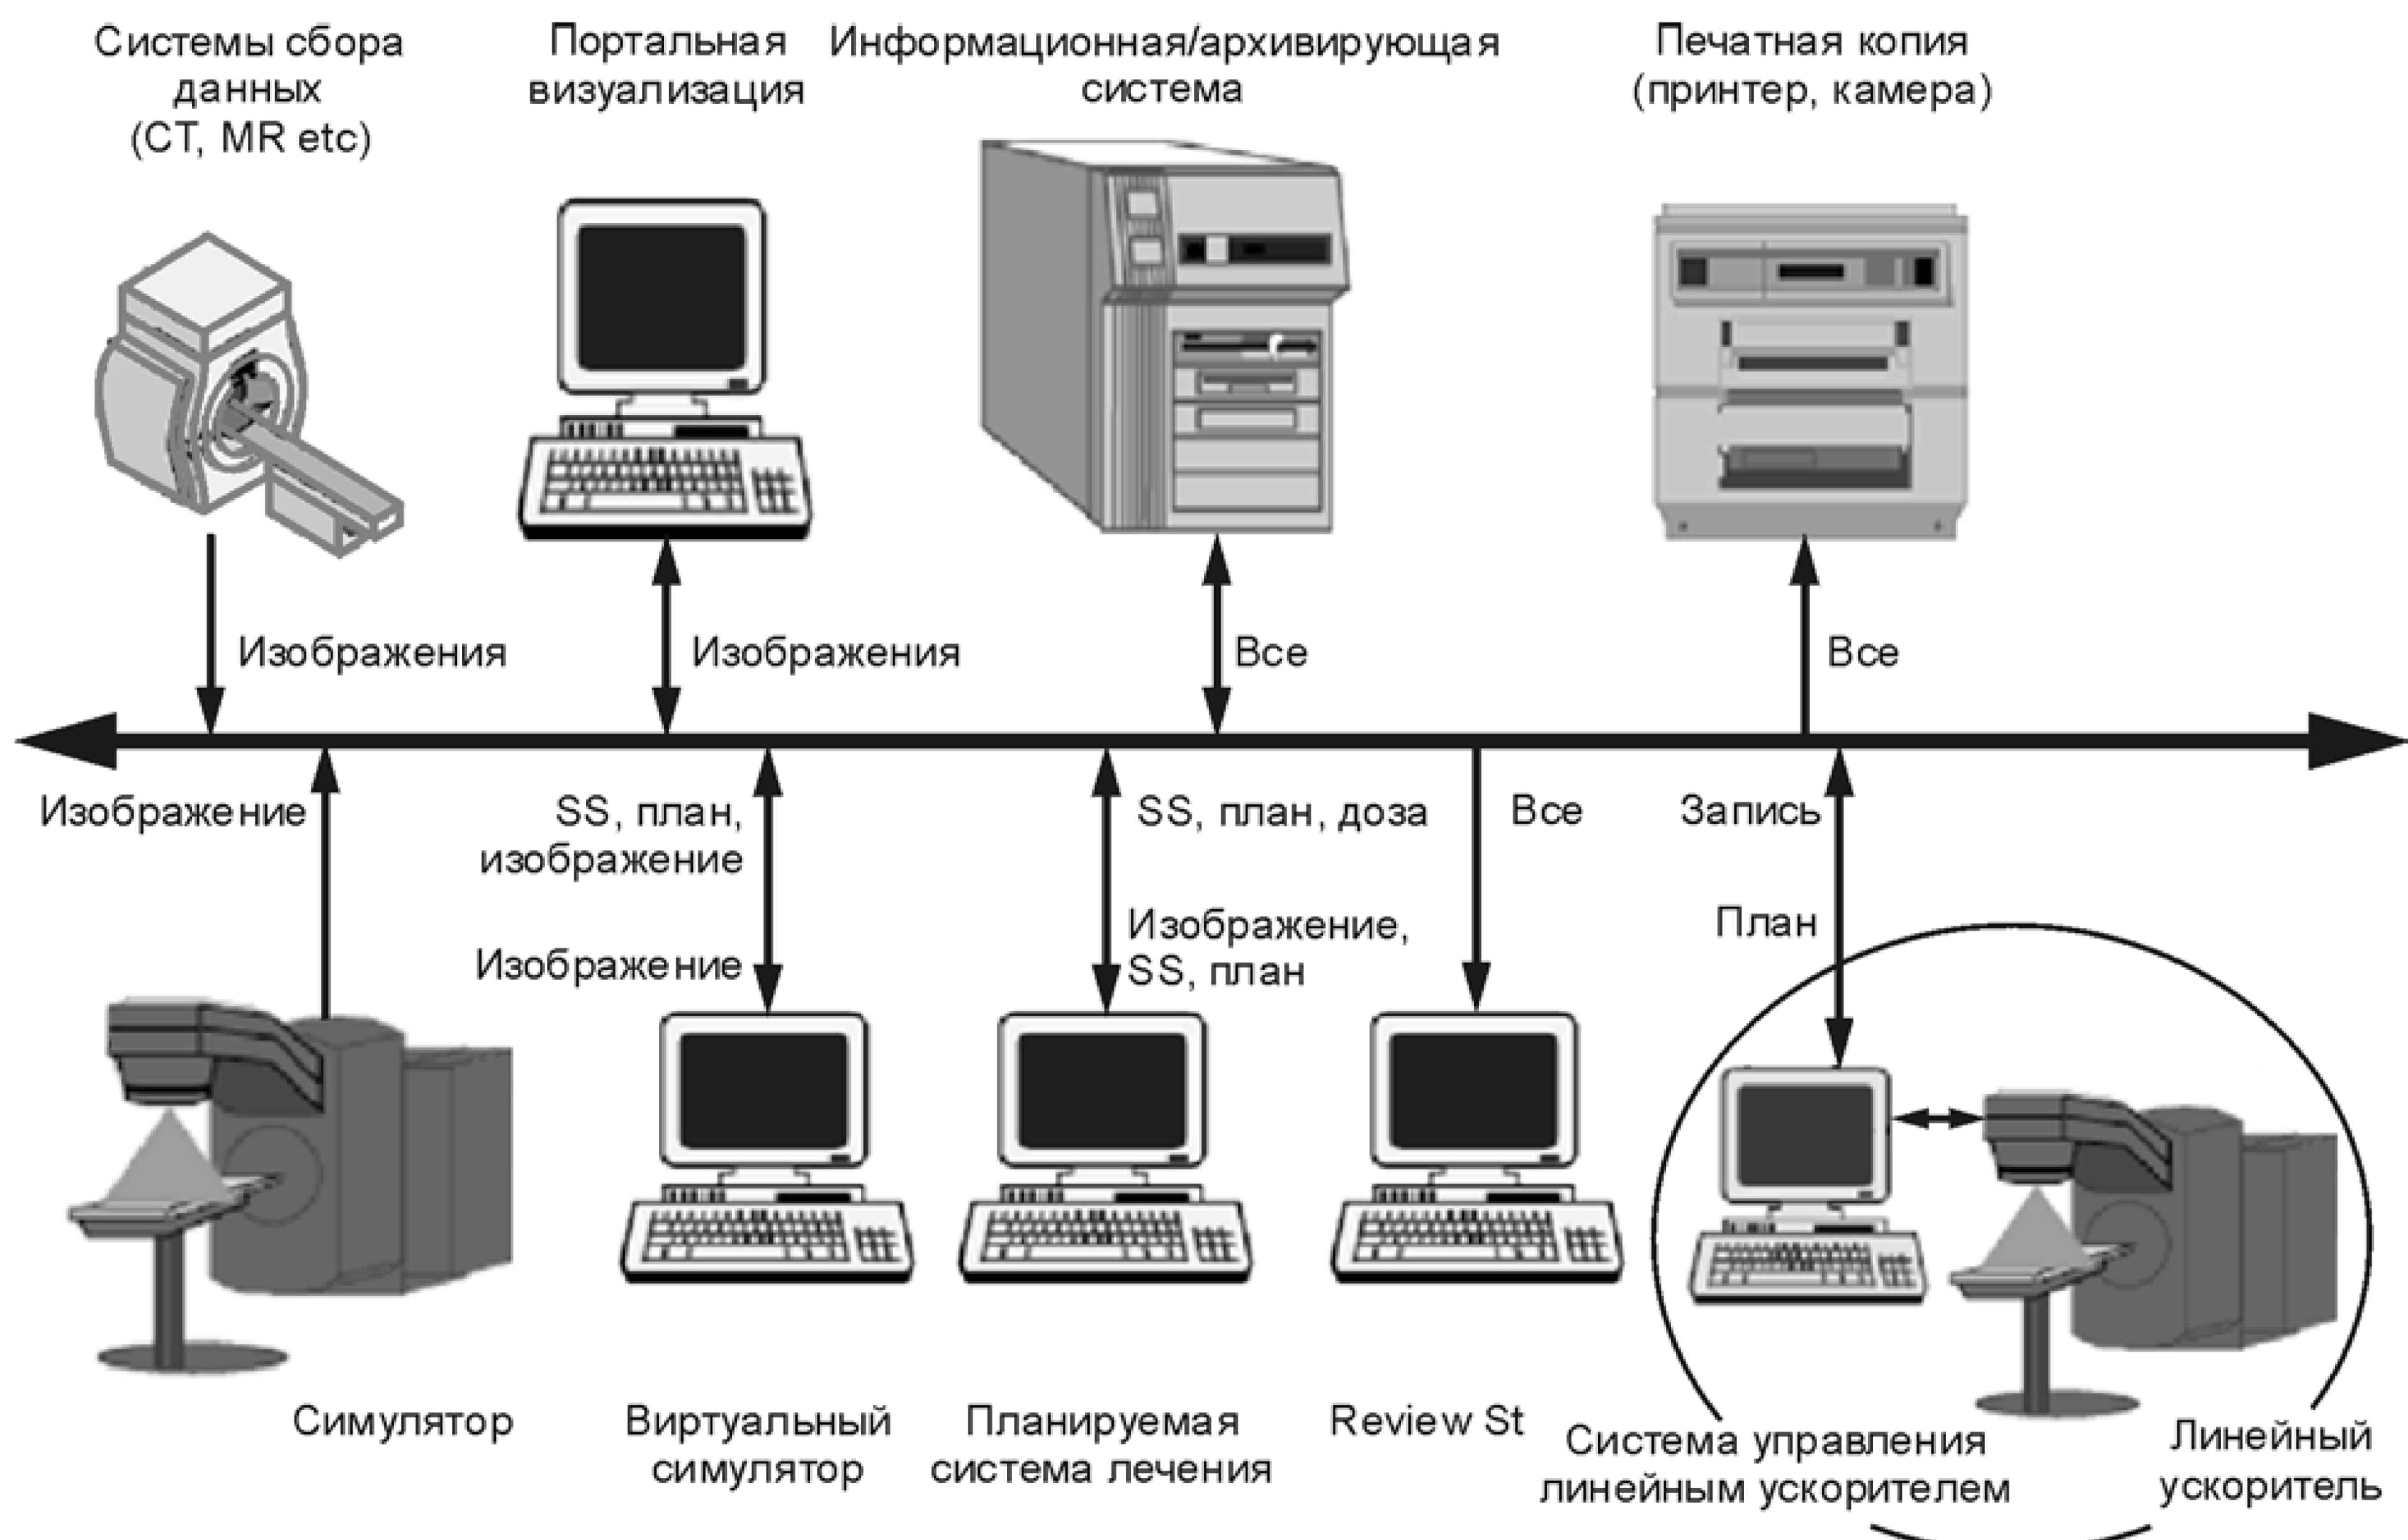 Системы сбора
данных
(CT, MR etc)
Портальная
визуализация
Информационная/архивирующая
система
Печатная копия
(принтер, камера)
Изображения
Изображения
Все
Все
Изображение
SS, план,
изображение
Изображение
SS, план, доза
Изображение,
SS, план
Все
Запись
План
Симулятор
Виртуальный
симулятор
Планируемая
система лечения
Review St
Система управления
линейным ускорителем
Линейный
ускоритель